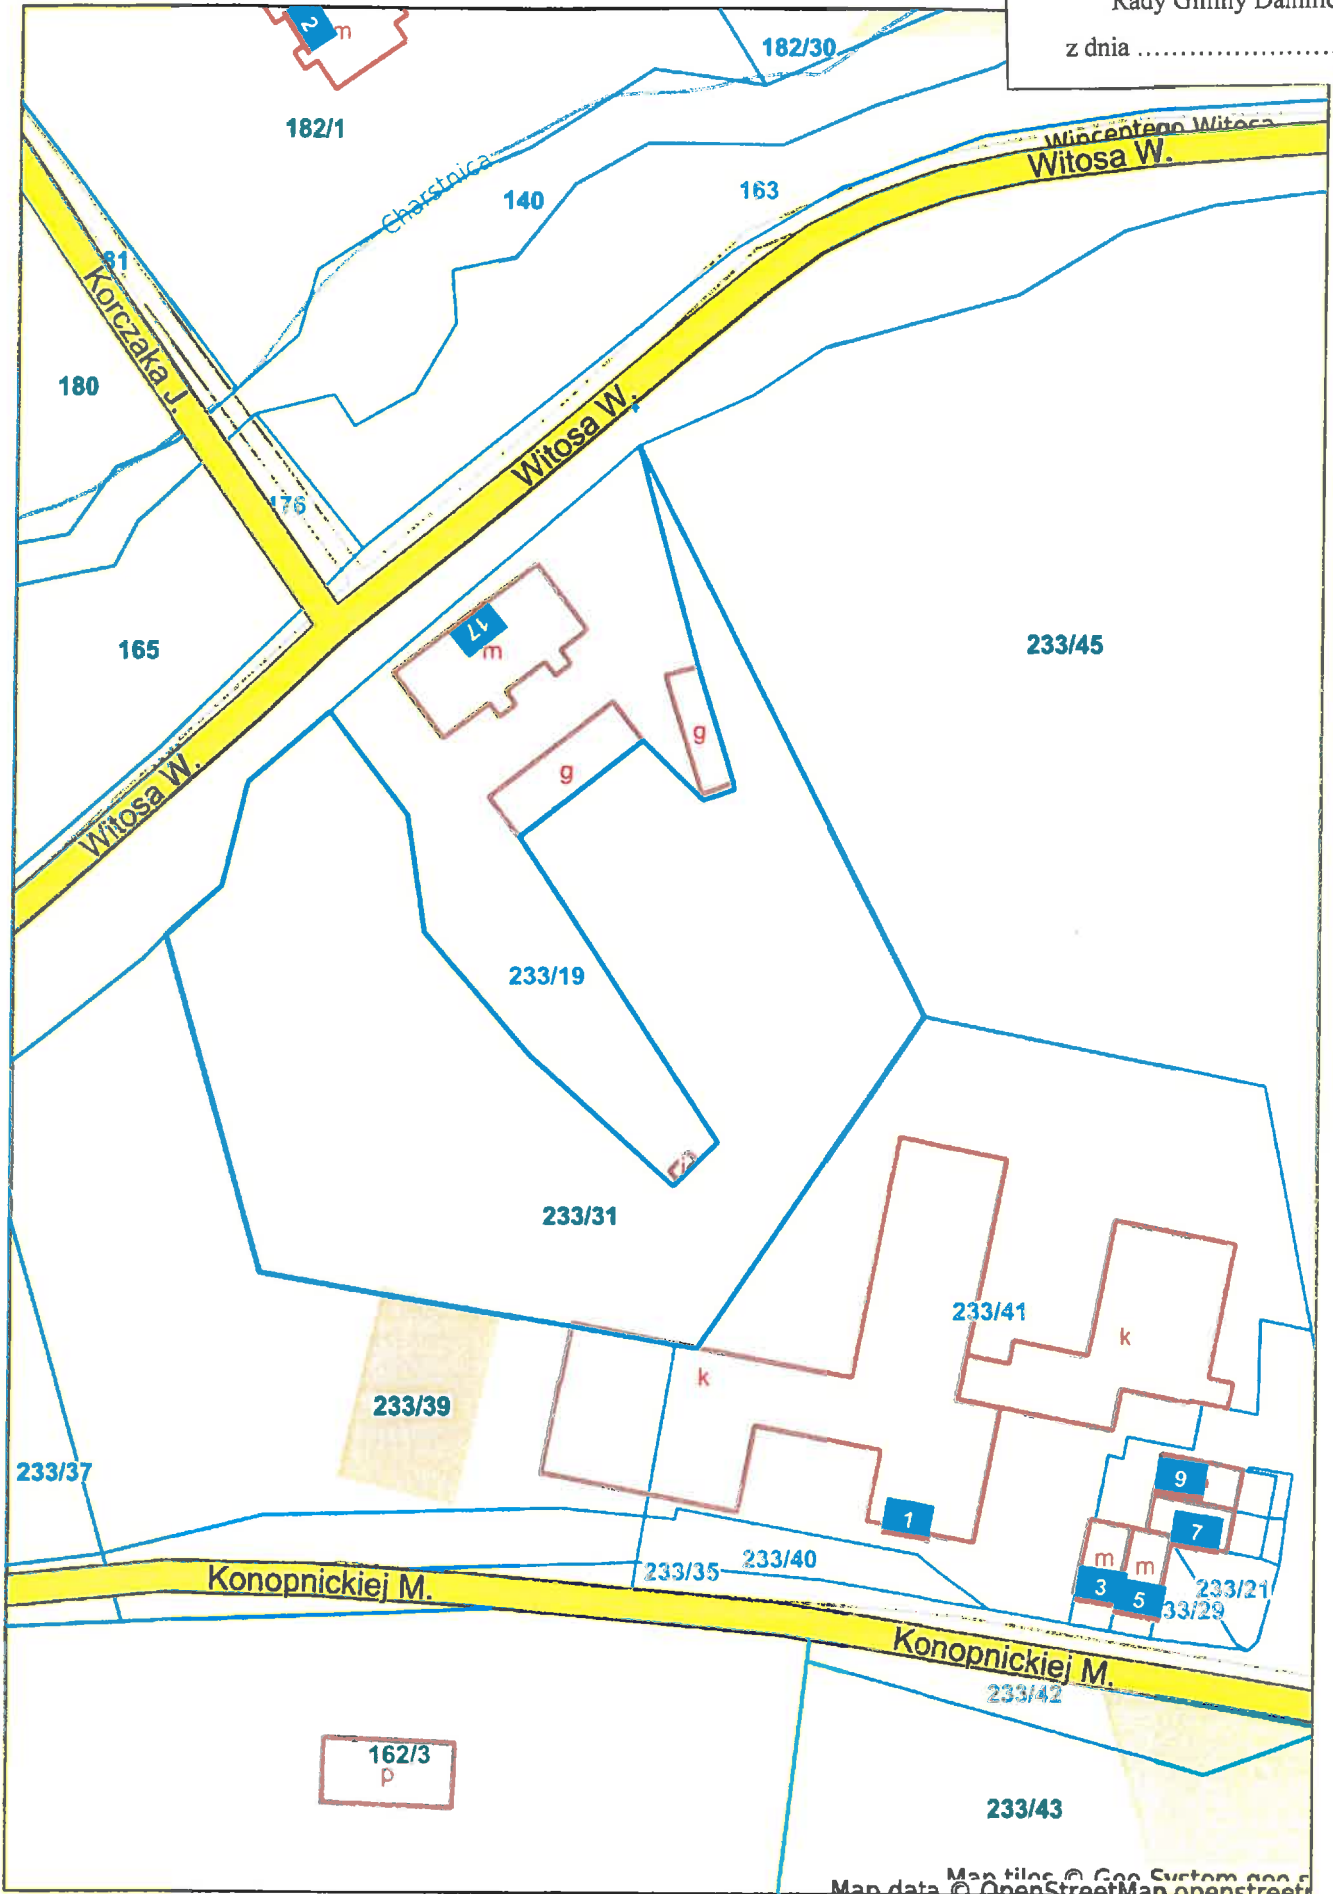 Rady Gminy
z dnia
2
m
182/30
182/1
Wincentego Witosa
Witosa W.
Charstnica
140
163
81
Korczaka J.
180
Witosa W.
176
165
17
m
233/45
g
g
Witosa W.
233/19
i
233/31
233/41
k
k
233/39
233/37
9
1
7
233/40
233/35
m
m
3
5
233/21
33/29
Konopnickiej M.
Konopnickiej M.
233/42
162/3
p
233/43
Map tiles © Geo-System
Map data © OpenStreetMap